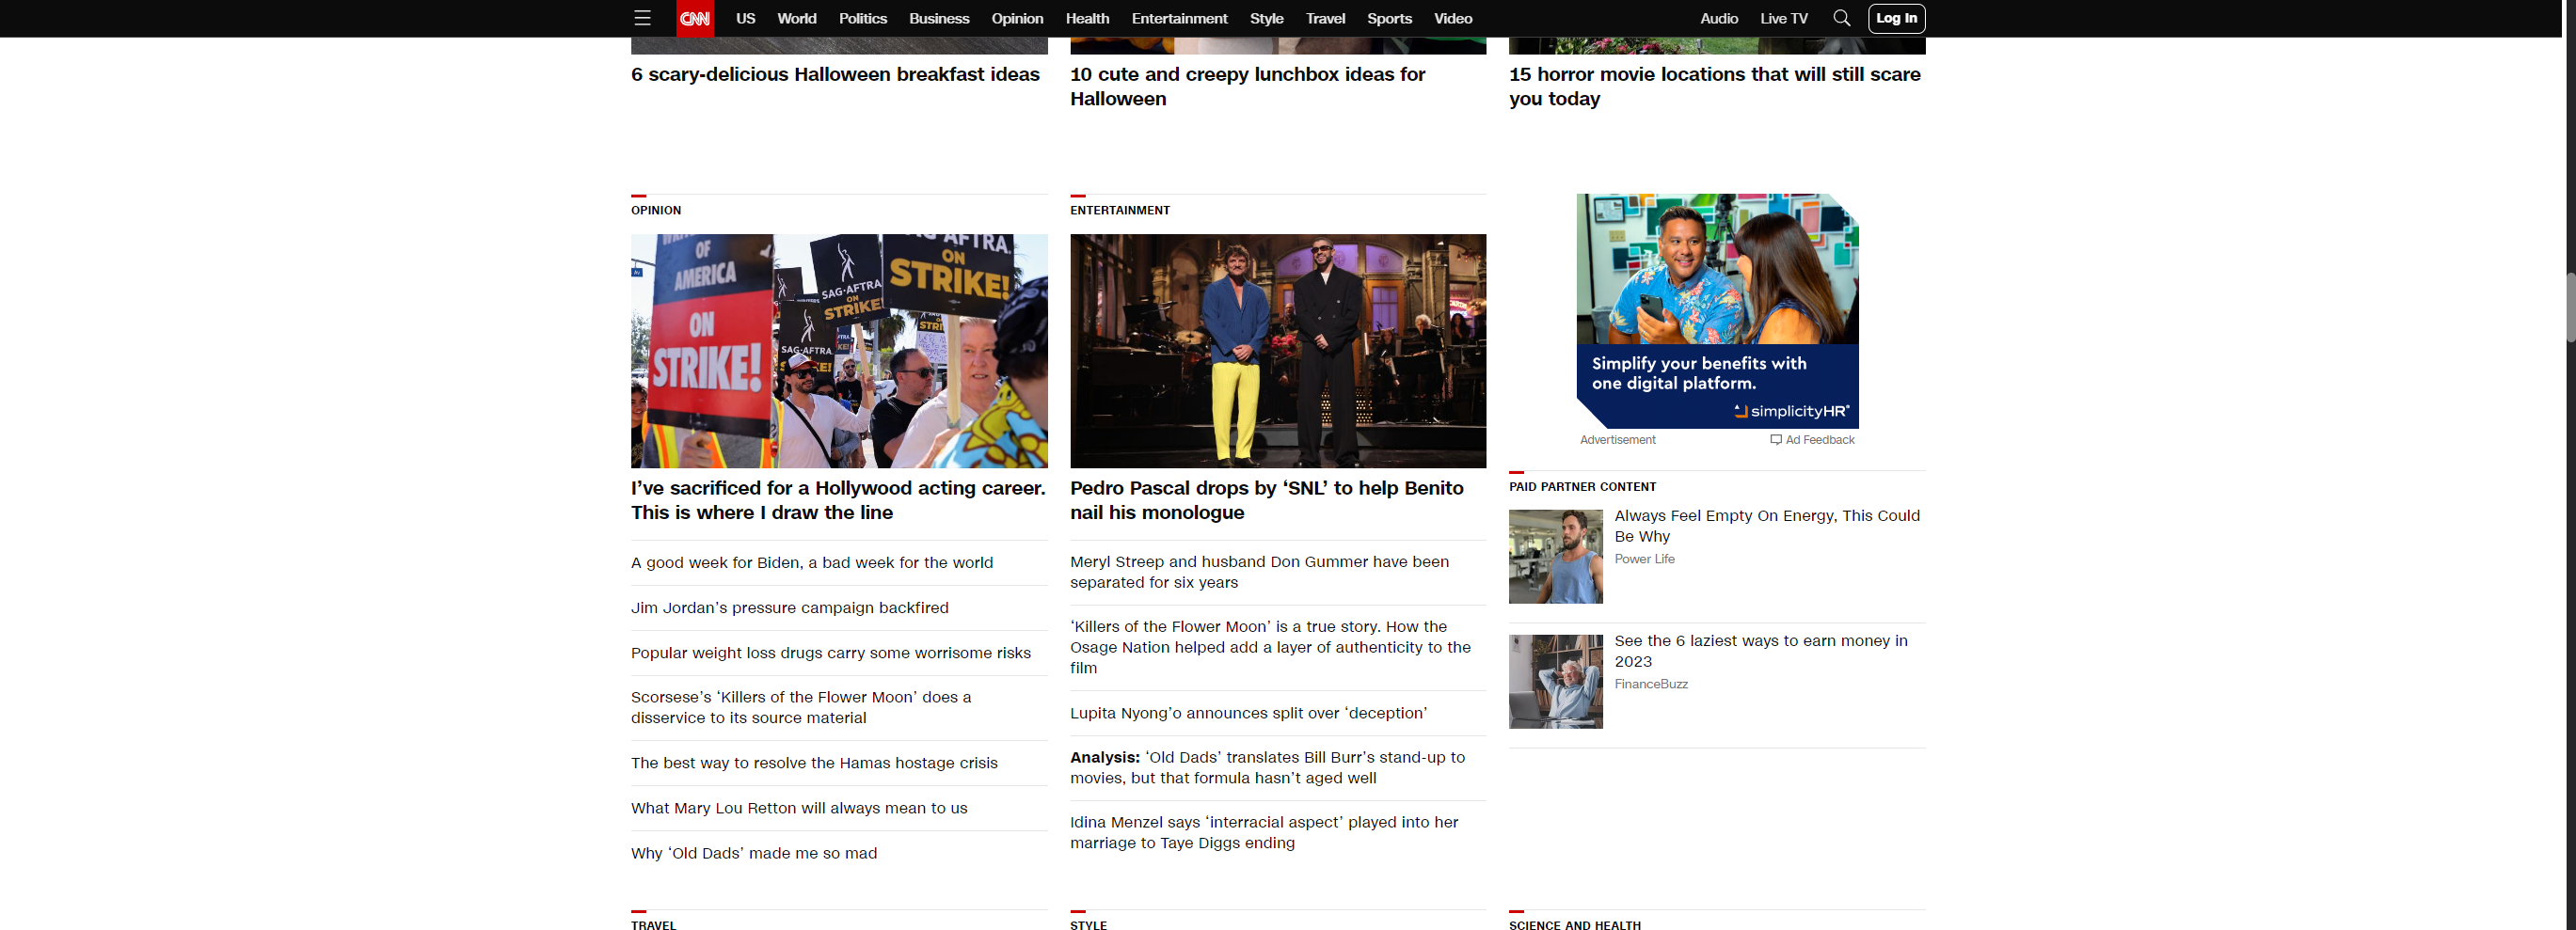 CNN
US World Politics Business Opinion Health Entertainment Style Travel Sports Video
Audio Live TV Log In
6 scary-delicious Halloween breakfast ideas
10 cute and creepy lunchbox ideas for
Halloween
15 horror movie locations that will still scare
you today
OPINION
OF
AMERICA
ON
STRIKE!
SAG-AFTRA
ON
STRIKE!
AFTRA
ON
STRIKE!
SAG-AFTRA
I’ve sacrificed for a Hollywood acting career.
This is where I draw the line
A good week for Biden, a bad week for the world
Jim Jordan’s pressure campaign backfired
Popular weight loss drugs carry some worrisome risks
Scorsese’s ‘Killers of the Flower Moon’ does a
disservice to its source material
The best way to resolve the Hamas hostage crisis
What Mary Lou Retton will always mean to us
Why ‘Old Dads’ made me so mad
ENTERTAINMENT
Pedro Pascal drops by ‘SNL’ to help Benito
nail his monologue
Meryl Streep and husband Don Gummer have been
separated for six years
‘Killers of the Flower Moon’ is a true story. How the
Osage Nation helped add a layer of authenticity to the
film
Lupita Nyong’o announces split over ‘deception’
Analysis: ‘Old Dads’ translates Bill Burr’s stand-up to
movies, but that formula hasn’t aged well
Idina Menzel says ‘interracial aspect’ played into her
marriage to Taye Diggs ending
Simplify your benefits with
one digital platform.
simplicityHR®
Advertisement Ad Feedback
PAID PARTNER CONTENT
Always Feel Empty On Energy, This Could
Be Why
Power Life
See the 6 laziest ways to earn money in
2023
FinanceBuzz
TRAVEL
STYLE
SCIENCE AND HEALTH